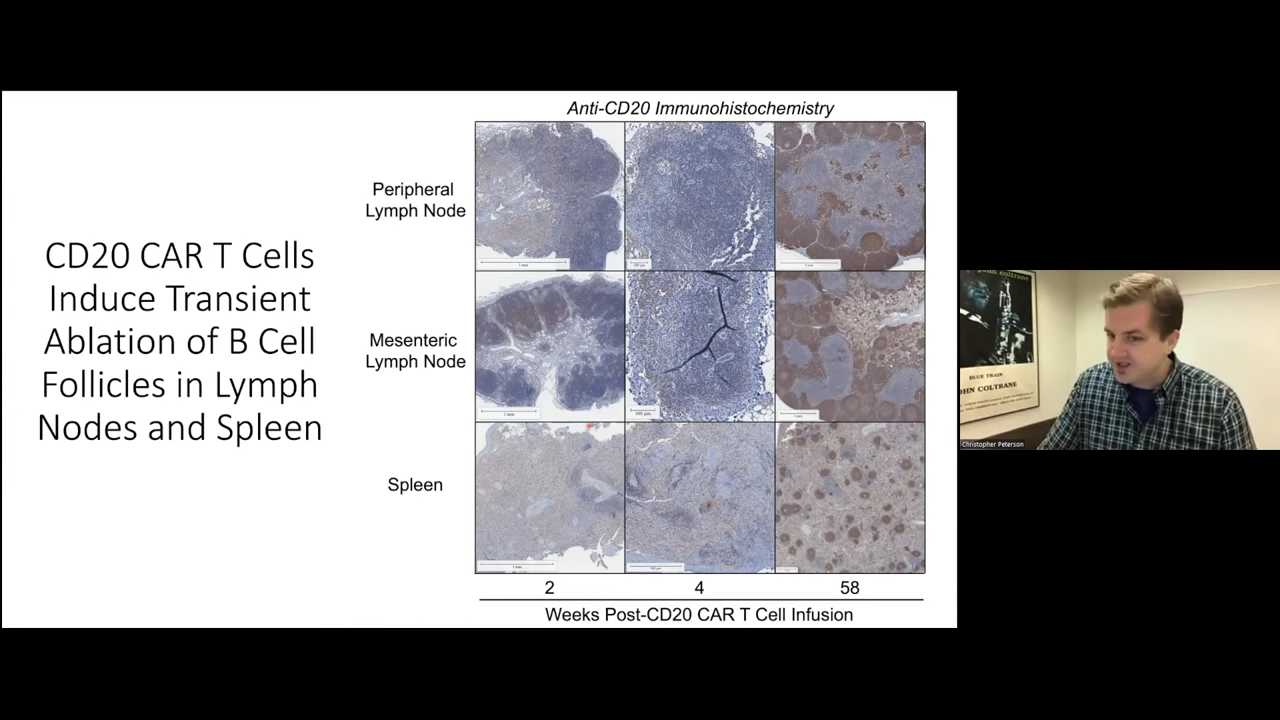 Anti-CD20 Immunohistochemistry
CD20 CAR T Cells
Induce Transient
Ablation of B Cell
Follicles in Lymph
Nodes and Spleen
Peripheral
Lymph Node
Mesenteric
Lymph Node
Spleen
2
4
58
Weeks Post-CD20 CAR T Cell Infusion
BLUE TRAIN
JOHN COLTRANE
Christopher Peterson